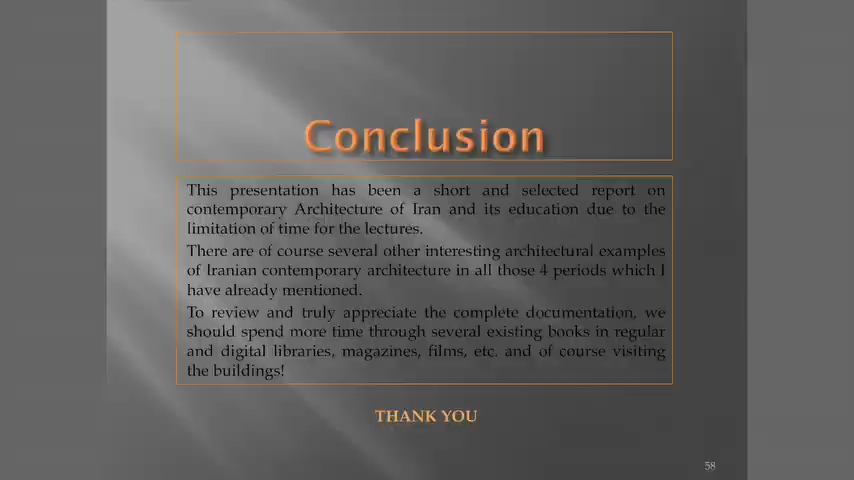 Conclusion
This presentation has been a short and selected report on
contemporary Architecture of Iran and its education due to the
limitation of time for the lectures.
There are of course several other interesting architectural examples
of Iranian contemporary architecture in all those 4 periods which I
have already mentioned.
To review and truly appreciate the complete documentation, we
should spend more time through several existing books in regular
and digital libraries, magazines, films, etc. and of course visiting
the buildings!
THANK YOU
58